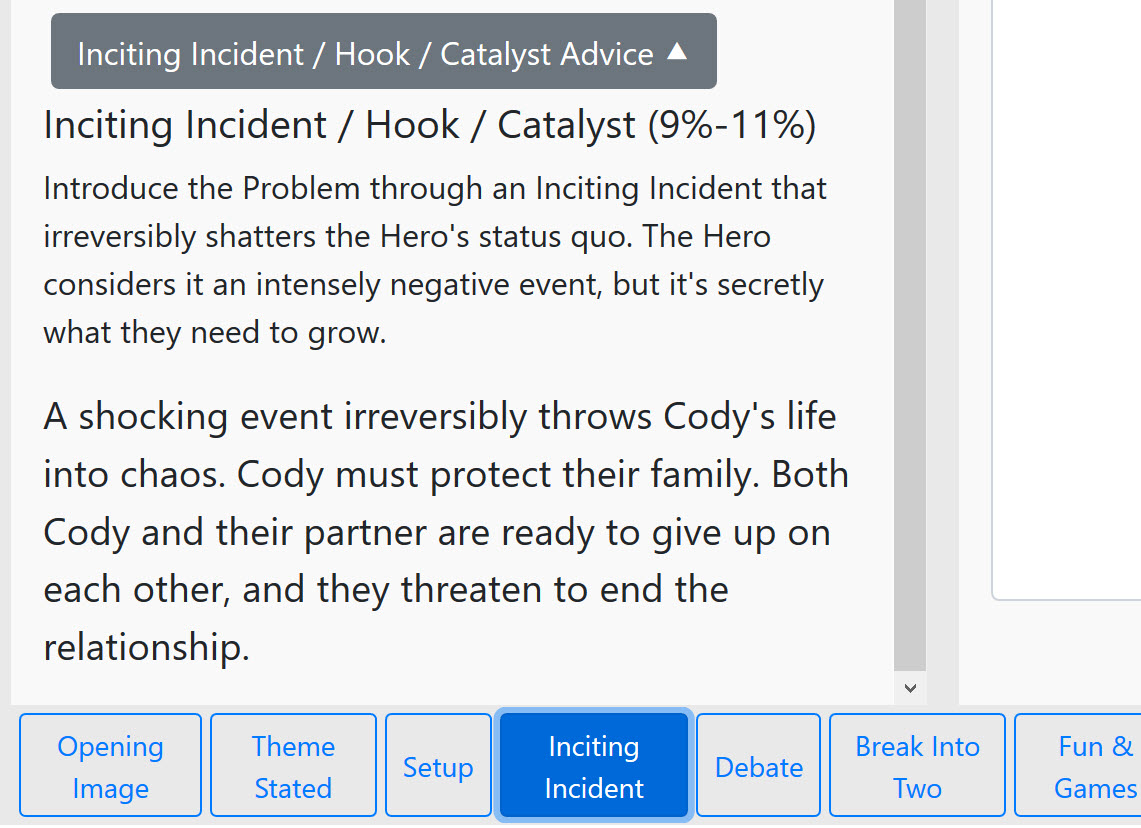 Inciting Incident / Hook / Catalyst Advice ▲
Inciting Incident / Hook / Catalyst (9%-11%)
Introduce the Problem through an Inciting Incident that
irreversibly shatters the Hero's status quo. The Hero
considers it an intensely negative event, but it's secretly
what they need to grow.
A shocking event irreversibly throws Cody's life
into chaos. Cody must protect their family. Both
Cody and their partner are ready to give up on
each other, and they threaten to end the
relationship.
Opening
Image
Theme
Stated
Setup
Inciting
Incident
Debate
Break Into
Two
Fun &
Games